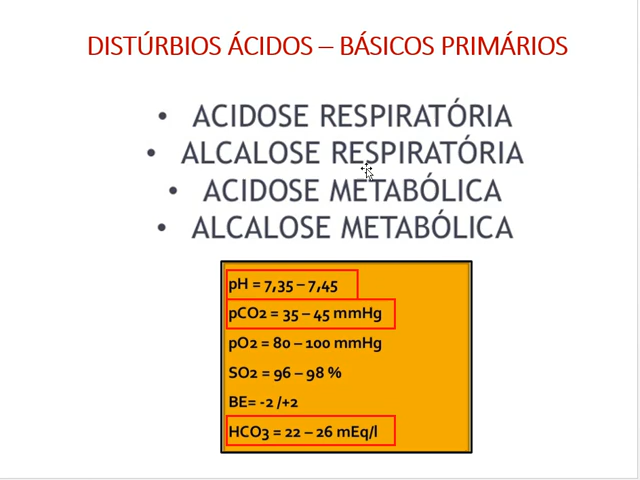 DISTÚRBIOS ÁCIDOS – BÁSICOS PRIMÁRIOS
• ACIDOSE RESPIRATÓRIA
• ALCALOSE RESPIRATÓRIA
• ACIDOSE METABÓLICA
• ALCALOSE METABÓLICA
pH = 7,35 – 7,45
pCO2 = 35 – 45 mmHg
pO2 = 80 – 100 mmHg
SO2 = 96 – 98 %
BE= -2 /+2
HCO3 = 22 – 26 mEq/l